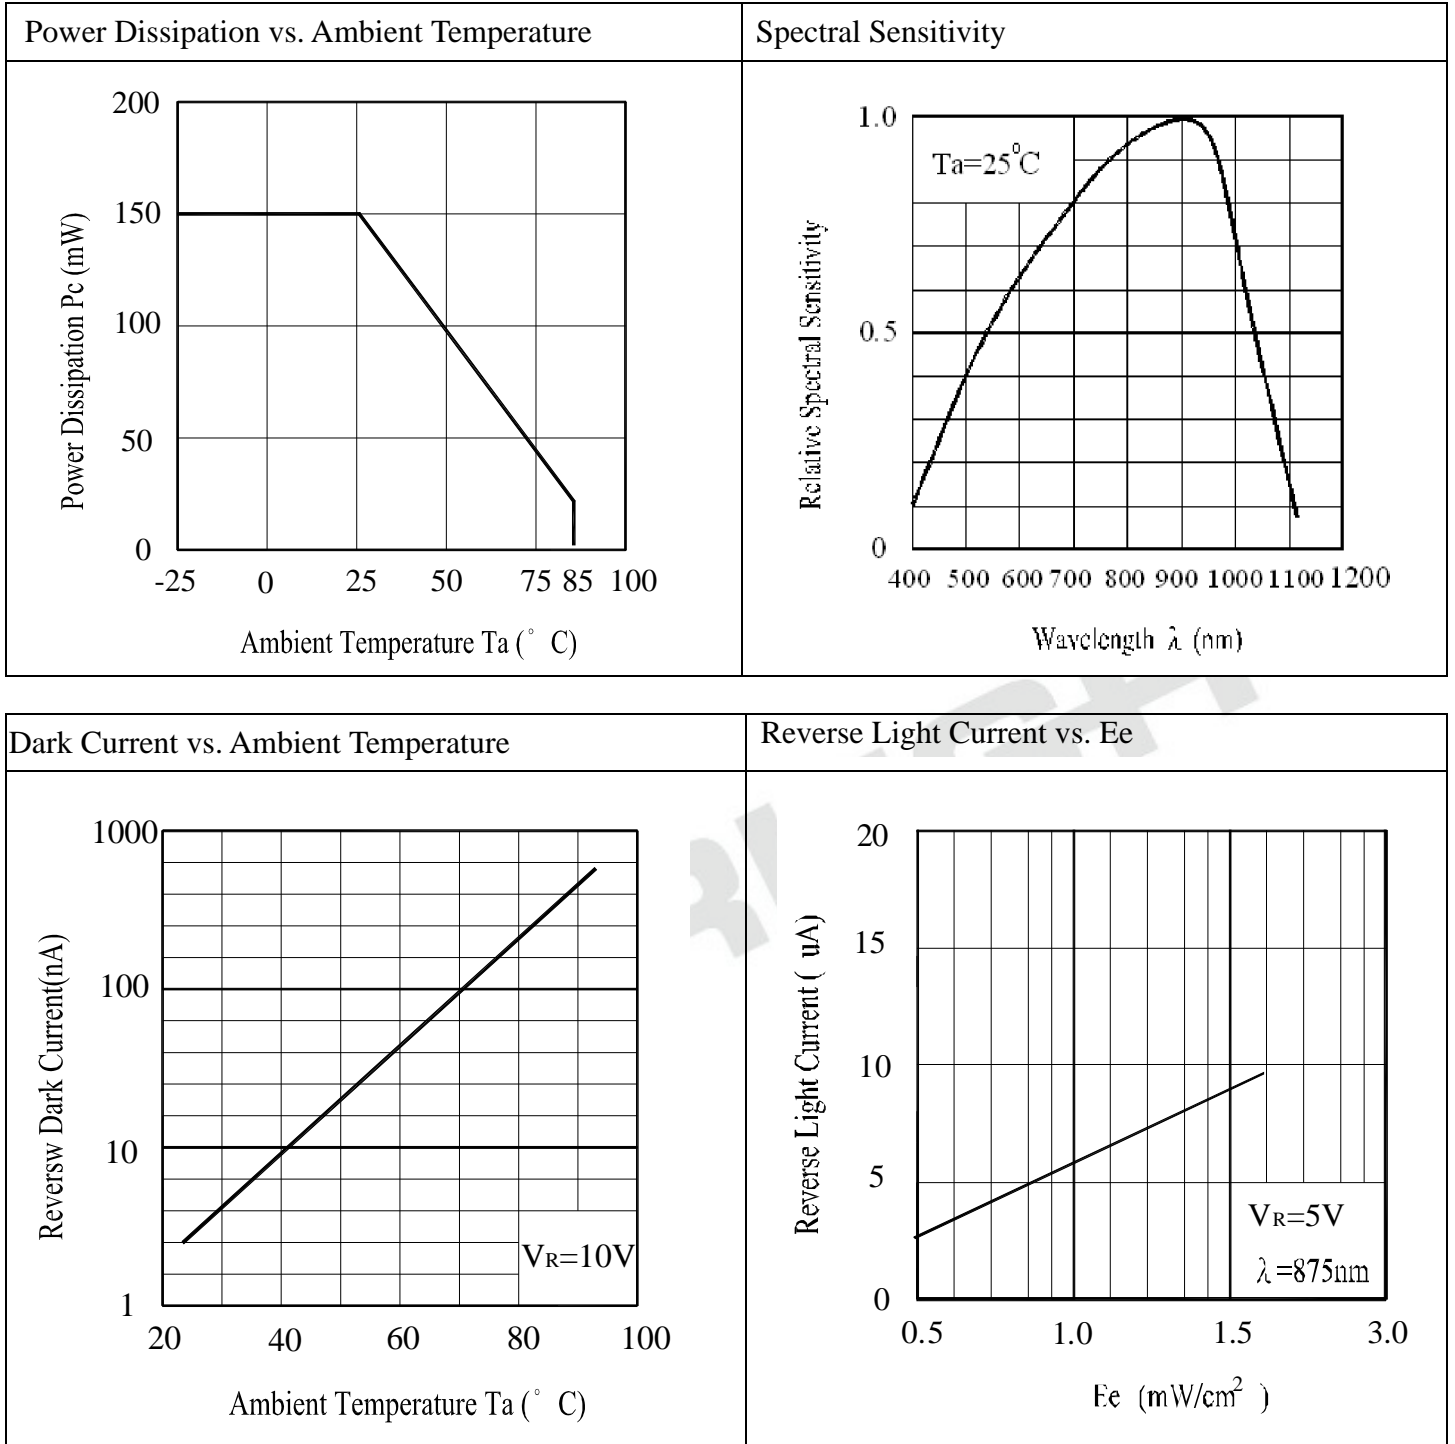 Power Dissipation vs. Ambient Temperature
Spectral Sensitivity
200
150
100
50
0
-25 0 25 50 75 85 100
Power Dissipation Pc (mW)
Ambient Temperature Ta (° C)
1.0
0.5
0
Ta=25°C
400 500 600 700 800 900 1000 1100 1200
Relative Spectral Sensitivity
Wavelength λ (nm)
Dark Current vs. Ambient Temperature
Reverse Light Current vs. Ee
1000
100
10
1
20 40 60 80 100
Reversw Dark Current(nA)
VR=10V
Ambient Temperature Ta (° C)
20
15
10
5
0
0.5 1.0 1.5 3.0
Reverse Light Current ( uA)
VR=5V
λ =875nm
Ee (mW/cm² )